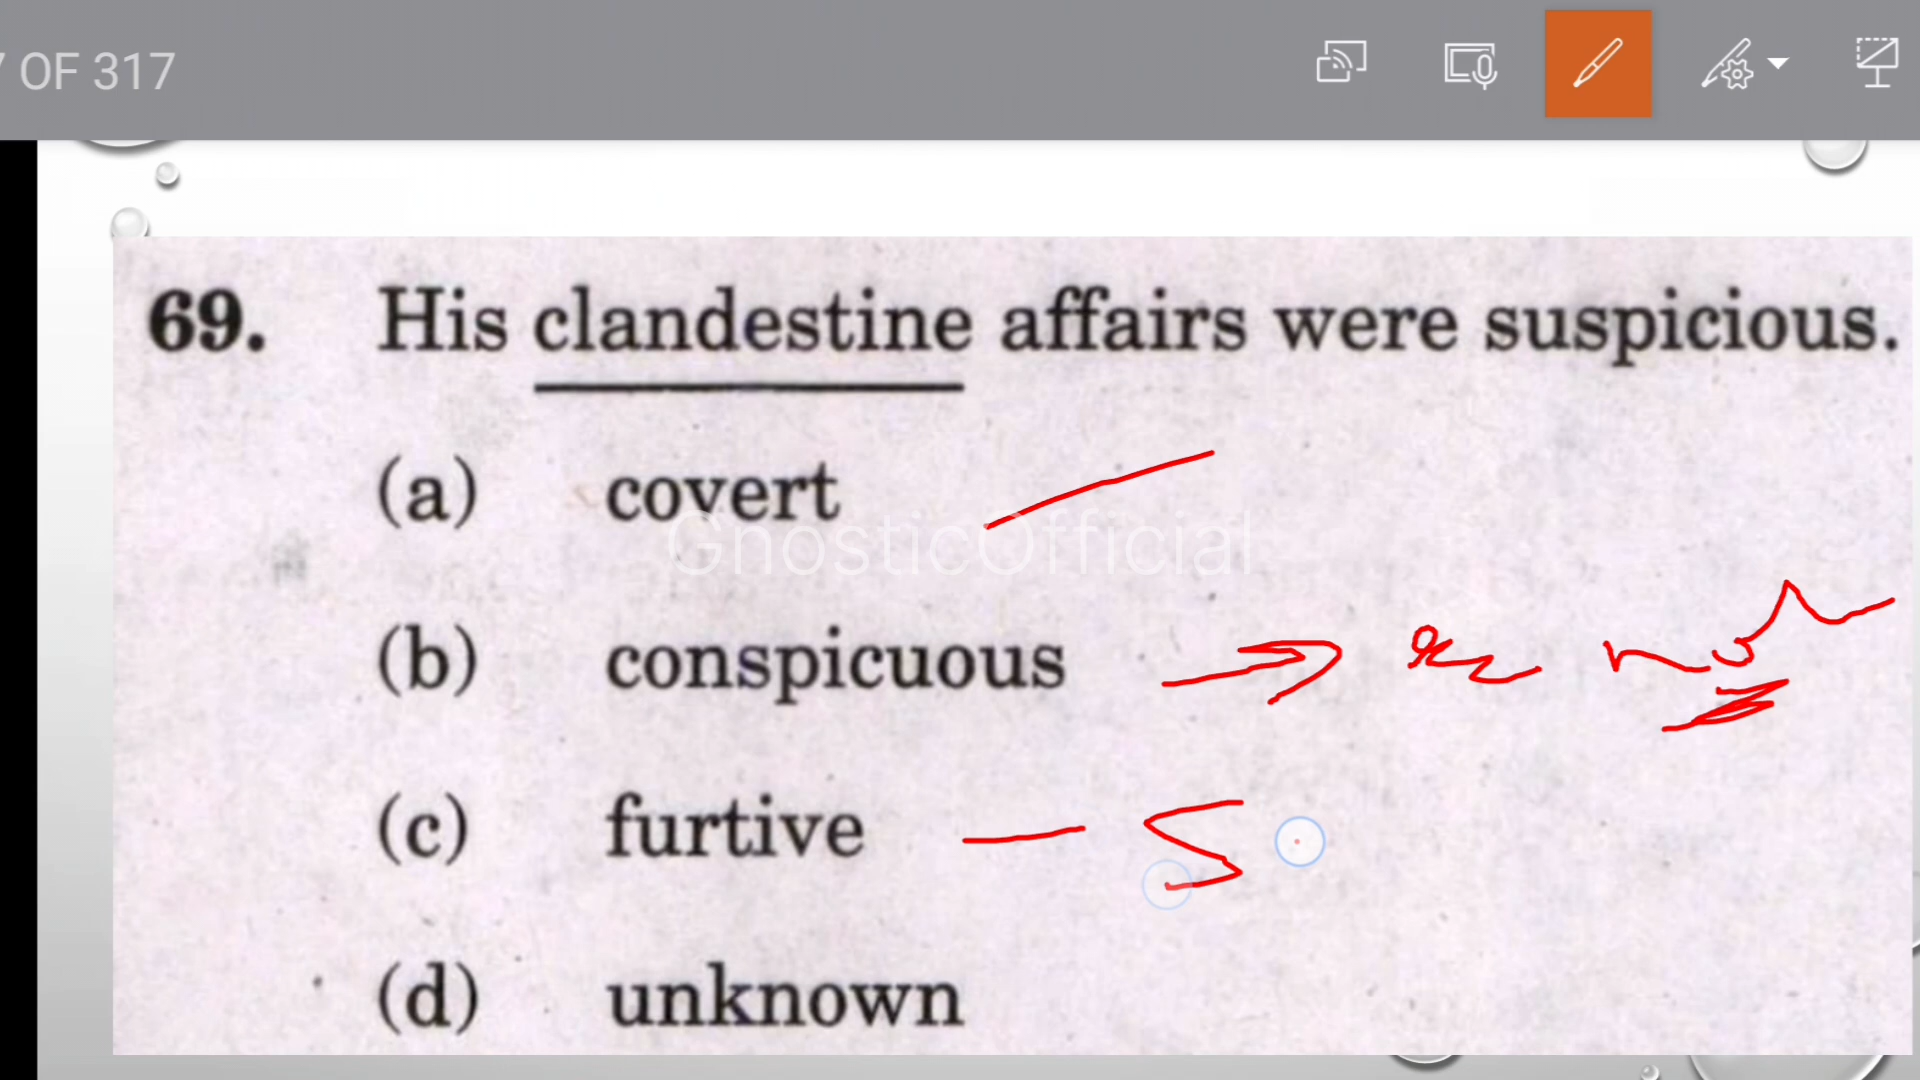 OF 317
69. His clandestine affairs were suspicious.
(a) covert
GnosticOfficial
(b) conspicuous
(c) furtive — S
(d) unknown